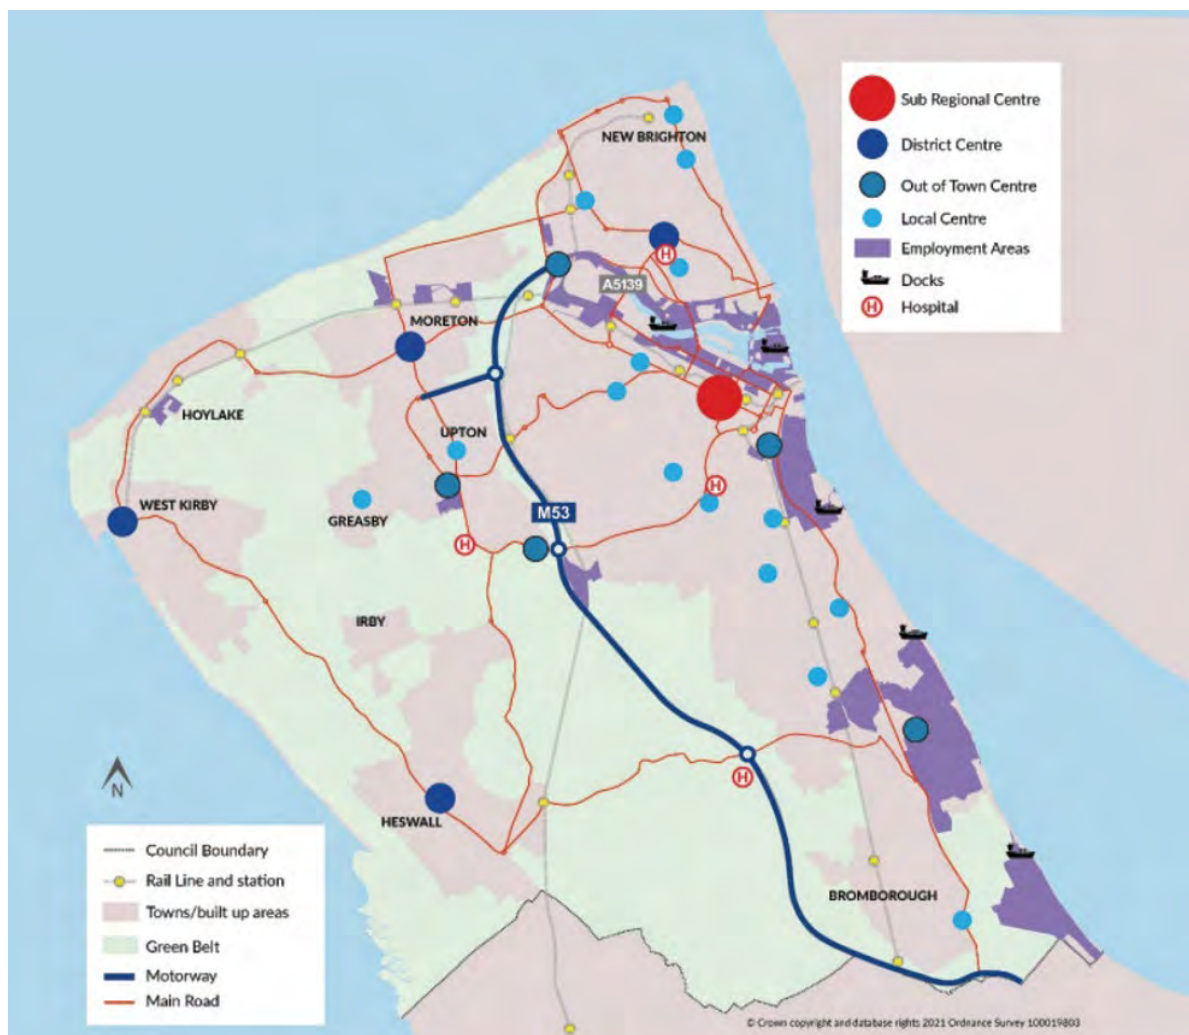 Sub Regional Centre
District Centre
Out of Town Centre
Local Centre
Employment Areas
Docks
H Hospital
NEW BRIGHTON
H
A5139
MORETON
HOYLAKE
UPTON
WEST KIRBY
GREASBY
H
M53
H
IRBY
H
N
HESWALL
BROMBOROUGH
Council Boundary
Rail Line and station
Towns/built up areas
Green Belt
Motorway
Main Road
© Crown copyright and database rights 2021 Ordnance Survey 100019803